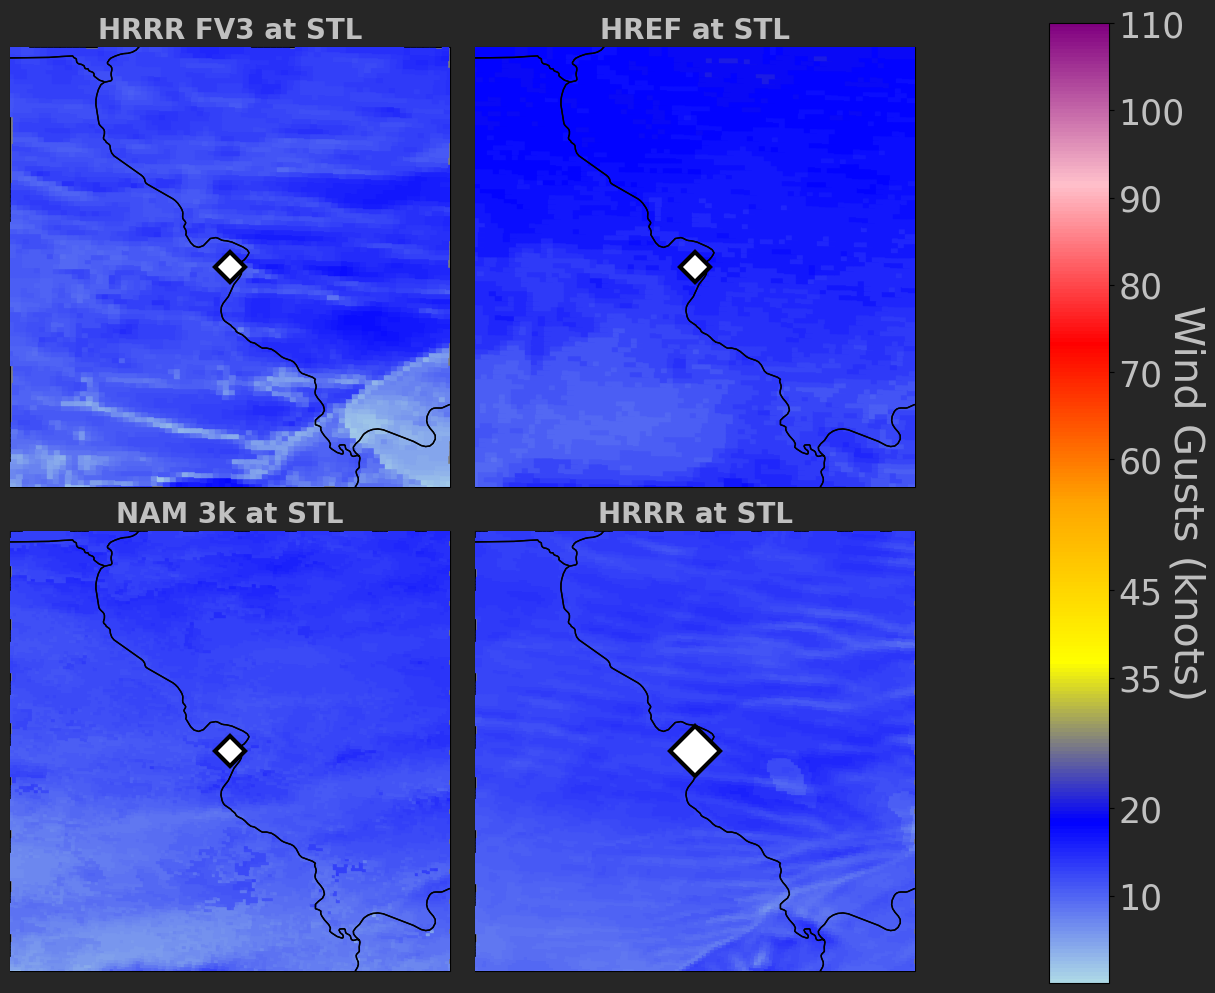 HRRR FV3 at STL
HREF at STL
NAM 3k at STL
HRRR at STL
110
100
90
80
70
60
45
35
20
10
Wind Gusts (knots)